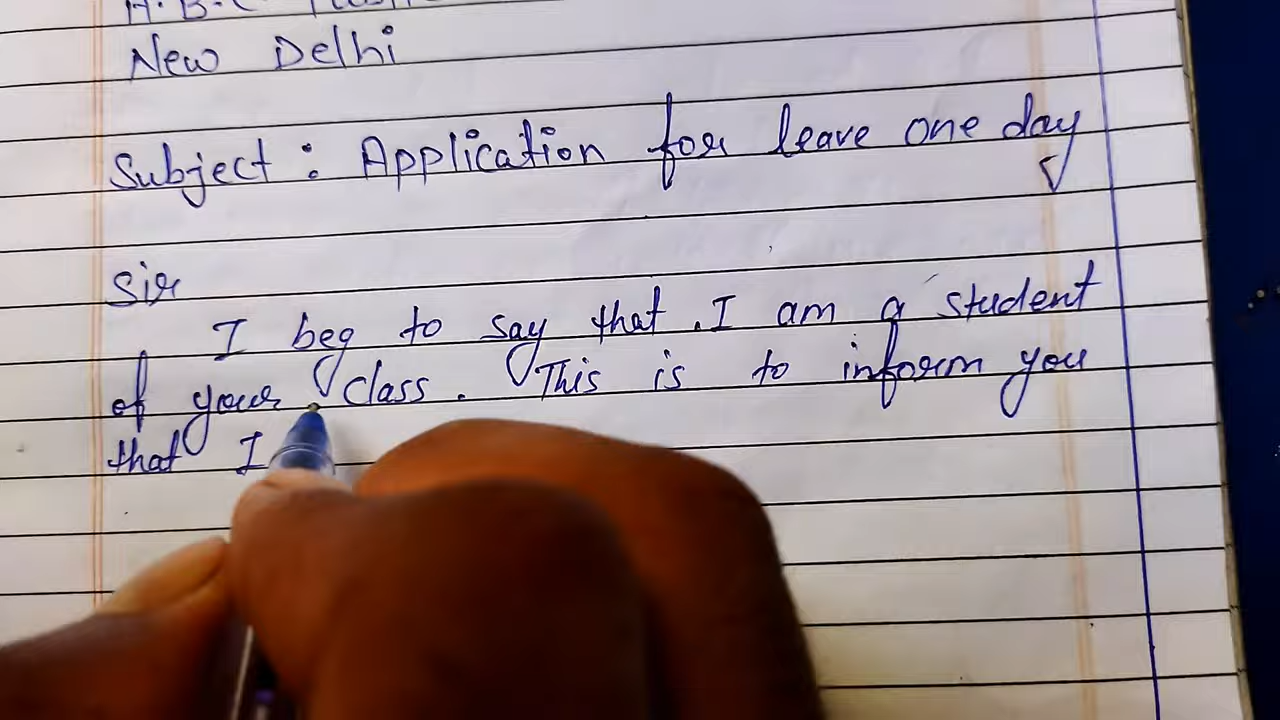 A.B.C.
New Delhi
Subject : Application for leave one day
Sir
I beg to say that . I am a student
of your class . This is to inform you
that I